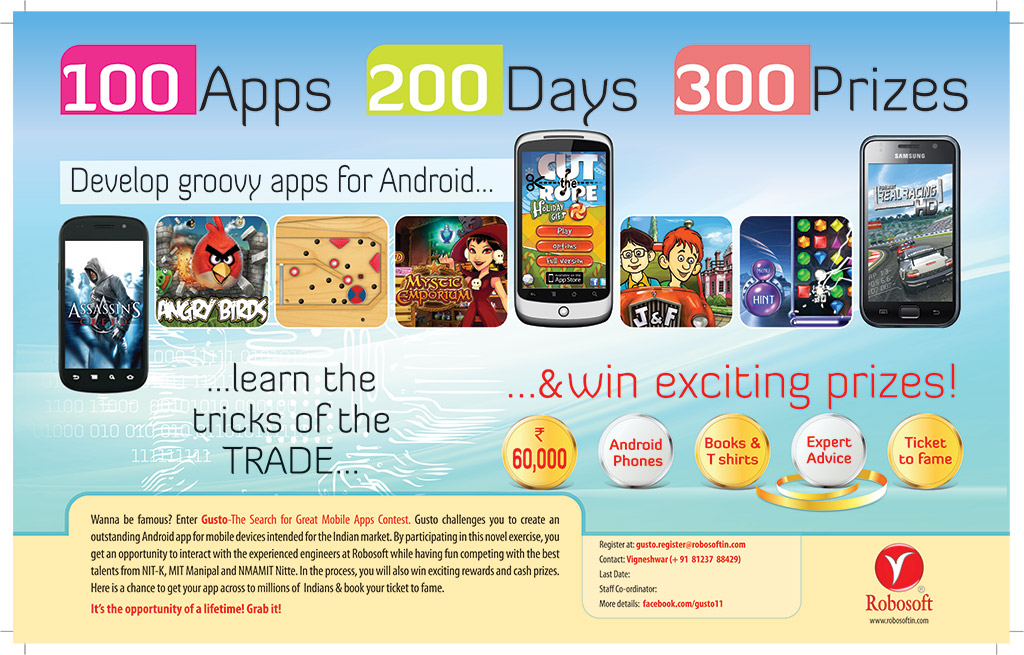 100 Apps 200 Days 300 Prizes
Develop groovy apps for Android...
ASSASSIN'S
ANGRY BIRDS
MYSTIC
EMPORIUM
CUT
the
ROPE
HOLIDAY
GIFT
Play
Options
Full Version
Available on the
App Store
J&F
MENU
HINT
SAMSUNG
REAL RACING
HD
...learn the
tricks of the
TRADE...
...&win exciting prizes!
₹
60,000
Android
Phones
Books &
T shirts
Expert
Advice
Ticket
to fame
Wanna be famous? Enter Gusto-The Search for Great Mobile Apps Contest. Gusto challenges you to create an
outstanding Android app for mobile devices intended for the Indian market. By participating in this novel exercise, you
get an opportunity to interact with the experienced engineers at Robosoft while having fun competing with the best
talents from NIT-K, MIT Manipal and NMAMIT Nitte. In the process, you will also win exciting rewards and cash prizes.
Here is a chance to get your app across to millions of Indians & book your ticket to fame.
It's the opportunity of a lifetime! Grab it!
Register at: gusto.register@robosoftin.com
Contact: Vigneshwar (+ 91 81237 88429)
Last Date:
Staff Co-ordinator:
More details: facebook.com/gusto11
Robosoft
®
www.robosoftin.com